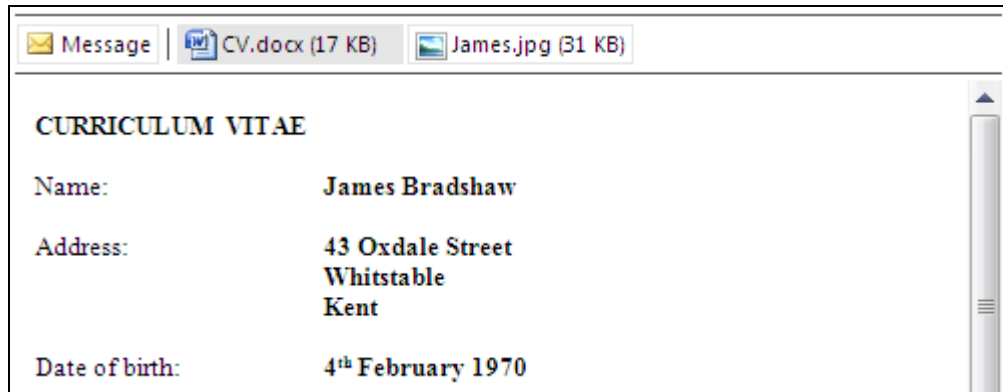 Message CV.docx (17 KB) James.jpg (31 KB)
CURRICULUM VITAE
Name: James Bradshaw
Address: 43 Oxdale Street
Whitstable
Kent
Date of birth: 4th February 1970